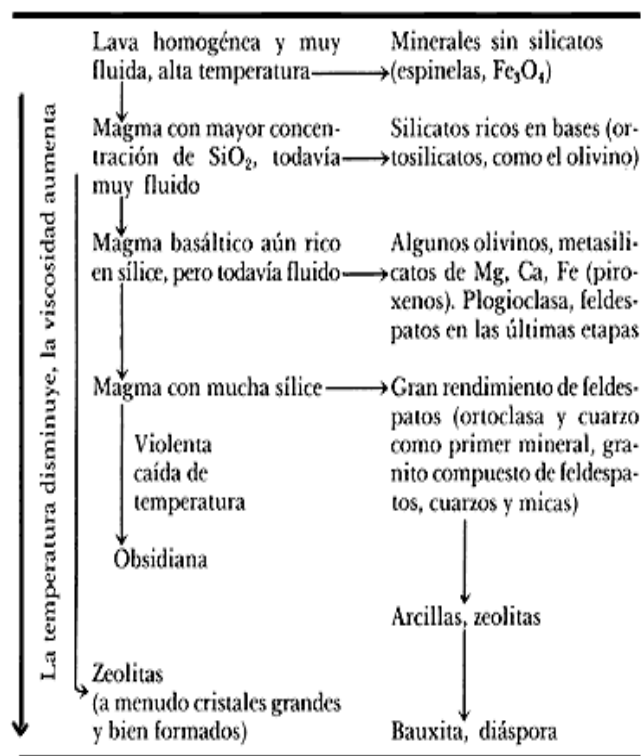 Lava homogénea y muy
fluida, alta temperatura
Minerales sin silicatos
(espinelas, Fe₃O₄)
Magma con mayor concen-
tración de SiO₂, todavía
muy fluido
Silicatos ricos en bases (or-
tosilicatos, como el olivino)
Magma basáltico aún rico
en sílice, pero todavía fluido
Algunos olivinos, metasili-
catos de Mg, Ca, Fe (piro-
xenos). Plogioclasa, feldes-
patos en las últimas etapas
Magma con mucha sílice
Gran rendimiento de feldes-
patos (ortoclasa y cuarzo
como primer mineral, gra-
nito compuesto de feldespa-
tos, cuarzos y micas)
Violenta
caída de
temperatura
Obsidiana
Arcillas, zeolitas
Zeolitas
(a menudo cristales grandes
y bien formados)
Bauxita, diáspora
La temperatura disminuye, la viscosidad aumenta